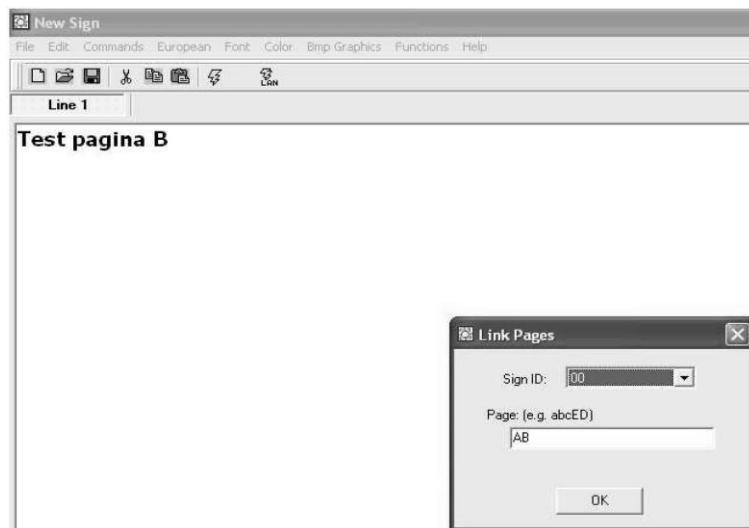 New Sign
File Edit Commands European Font Color Bmp Graphics Functions Help
LAN
Line 1
Test pagina B
Link Pages
Sign ID: 00
Page: (e.g. abcED)
AB
OK